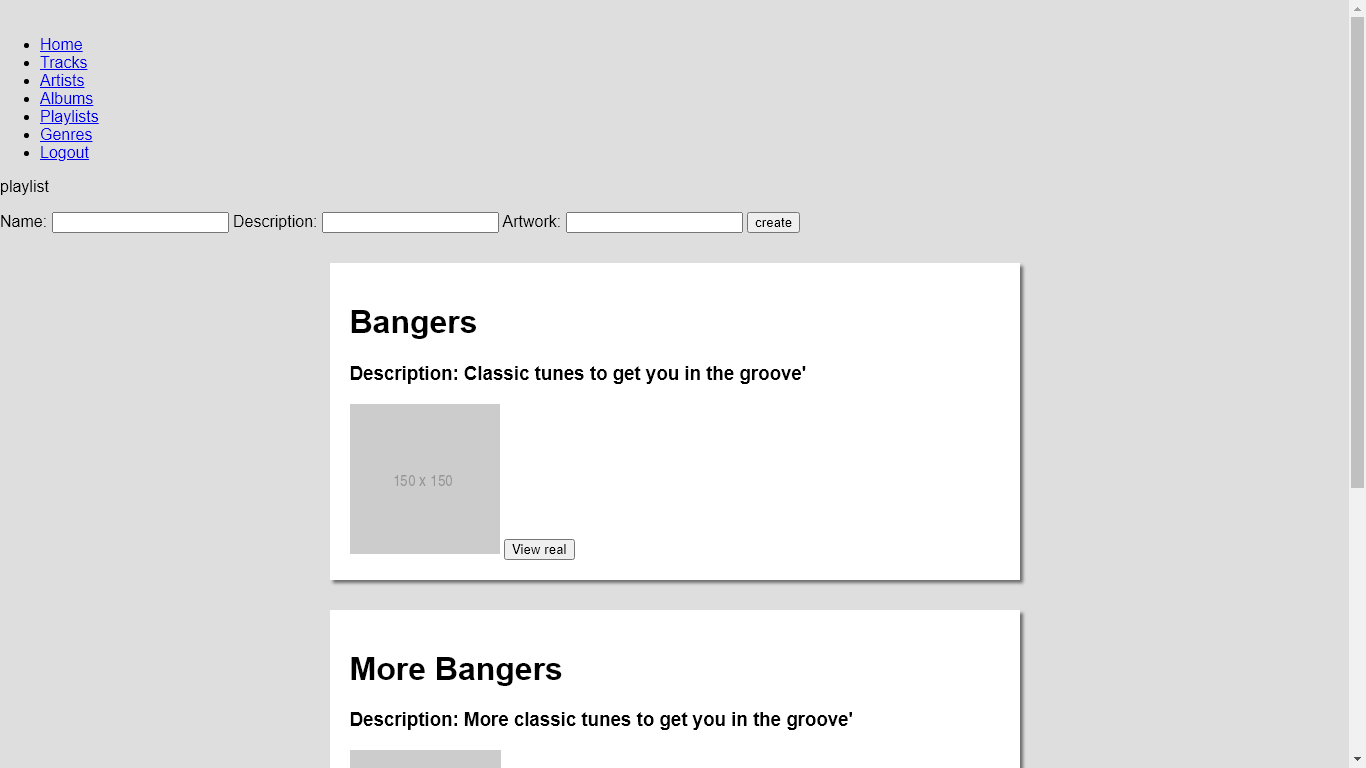 Home
Tracks
Artists
Albums
Playlists
Genres
Logout
playlist
Name: Description: Artwork: create
Bangers
Description: Classic tunes to get you in the groove'
150 x 150
View real
More Bangers
Description: More classic tunes to get you in the groove'